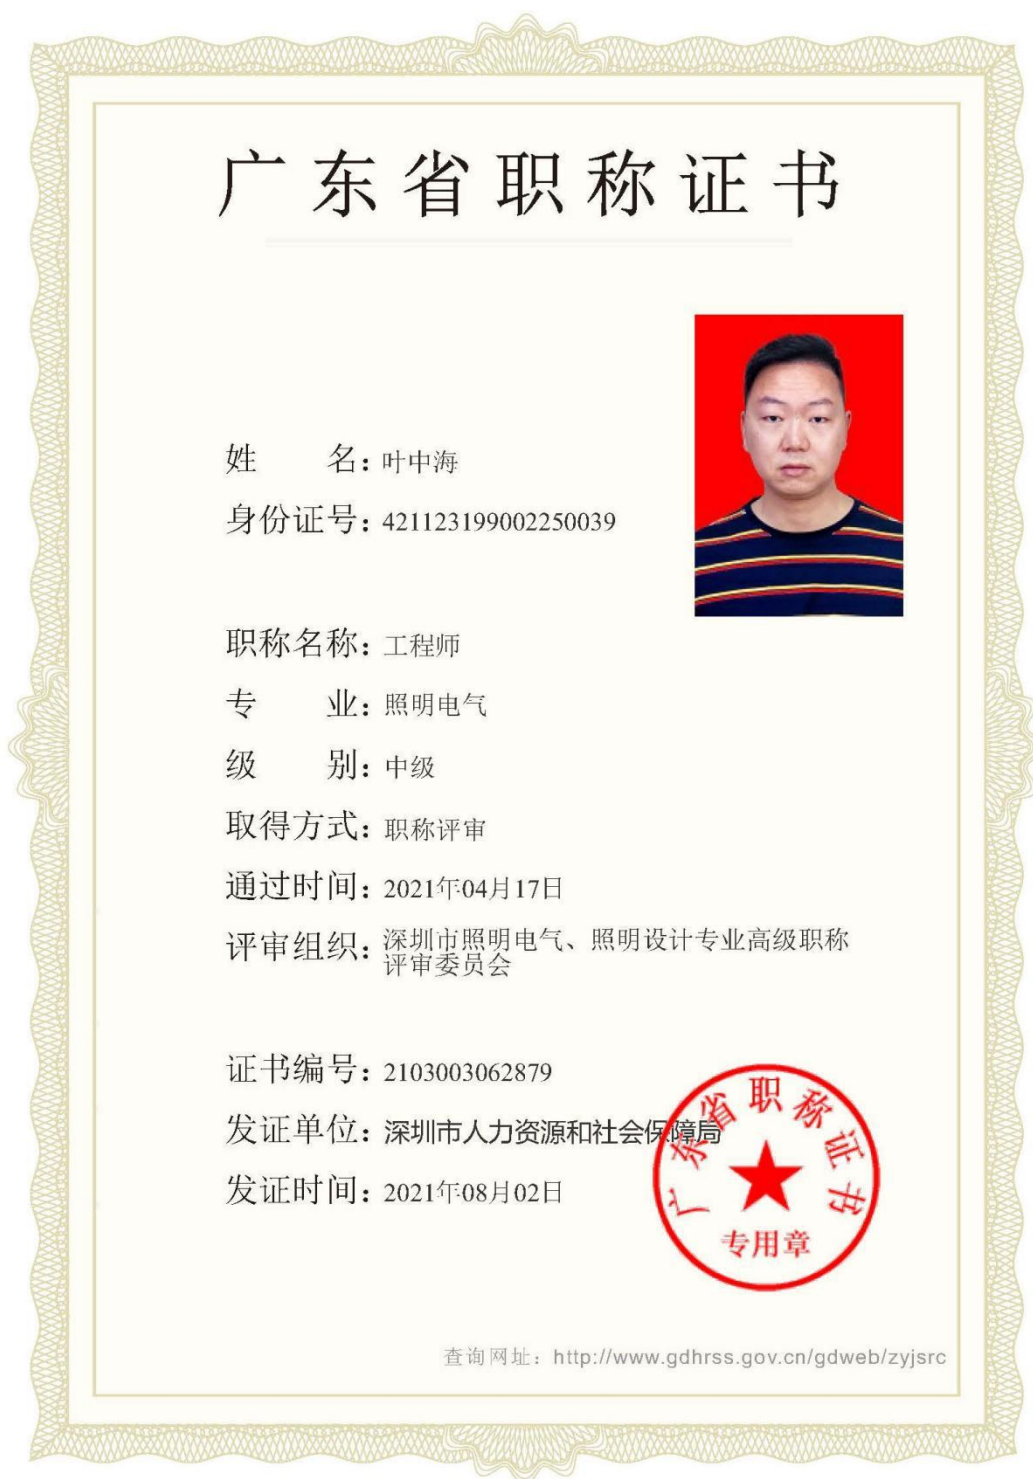 广东省职称证书
姓 名：叶中海
身份证号：421123199002250039
职称名称：工程师
专 业：照明电气
级 别：中级
取得方式：职称评审
通过时间：2021年04月17日
评审组织：深圳市照明电气、照明设计专业高级职称
评审委员会
证书编号：2103003062879
发证单位：深圳市人力资源和社会保障局
发证时间：2021年08月02日
广东省职称证书
专用章
查询网址：http://www.gdhrss.gov.cn/gdweb/zyjsrc